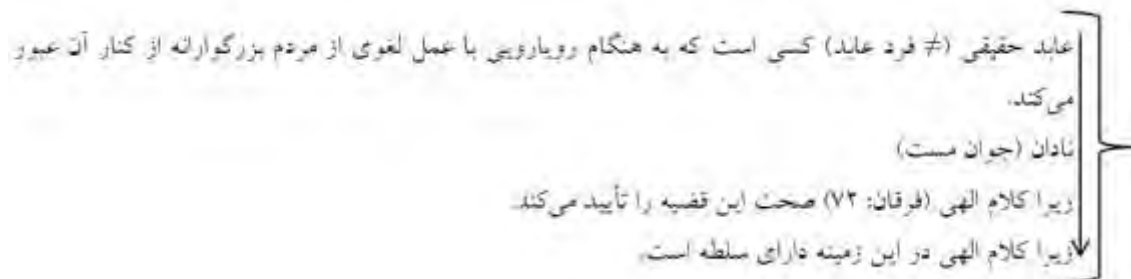 عابد حقیقی (≠ فرد عابد) کسی است که به هنگام رویارویی با عمل لغوی از مردم بزرگوارانه از کنار آن عبور
می‌کند.
نادان (جوان مست)
زیرا کلام الهی (فرقان: ۷۲) صحت این قضیه را تأیید می‌کند.
زیرا کلام الهی در این زمینه دارای سلطه است.